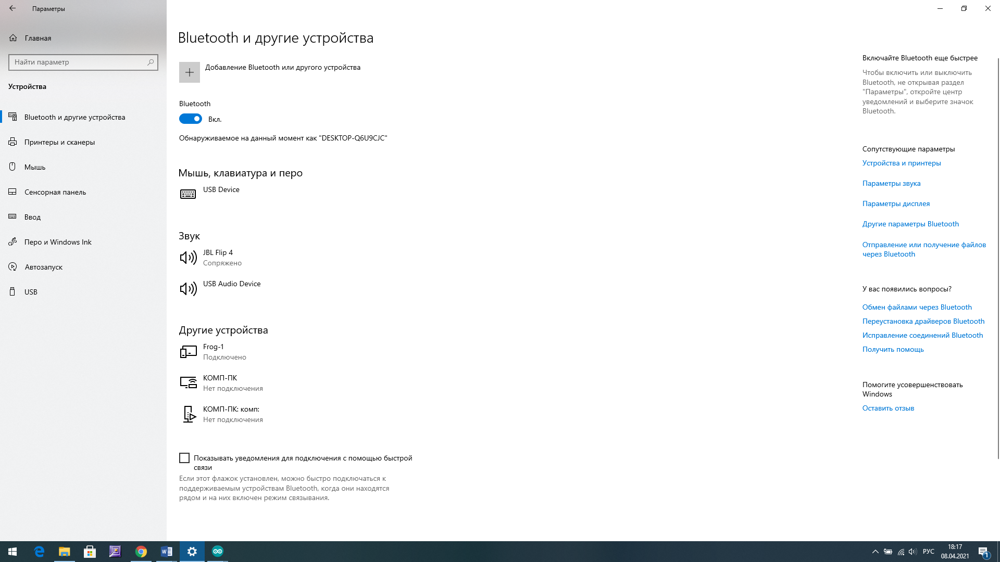 Параметры
Главная
Найти параметр
Устройства
Bluetooth и другие устройства
Принтеры и сканеры
Мышь
Сенсорная панель
Ввод
Перо и Windows Ink
Автозапуск
USB
Bluetooth и другие устройства
Добавление Bluetooth или другого устройства
Bluetooth
Вкл.
Обнаруживаемое на данный момент как "DESKTOP-Q6U9CJC"
Мышь, клавиатура и перо
USB Device
Звук
JBL Flip 4
Сопряжено
USB Audio Device
Другие устройства
Frog-1
Подключено
КОМП-ПК
Нет подключения
КОМП-ПК: комп:
Нет подключения
Показывать уведомления для подключения с помощью быстрой
связи
Если этот флажок установлен, можно быстро подключаться к
поддерживаемым устройствам Bluetooth, когда они находятся
рядом и на них включен режим связывания.
Включайте Bluetooth еще быстрее
Чтобы включить или выключить
Bluetooth, не открывая раздел
"Параметры", откройте центр
уведомлений и выберите значок
Bluetooth.
Сопутствующие параметры
Устройства и принтеры
Параметры звука
Параметры дисплея
Другие параметры Bluetooth
Отправление или получение файлов
через Bluetooth
У вас появились вопросы?
Обмен файлами через Bluetooth
Переустановка драйверов Bluetooth
Исправление соединений Bluetooth
Получить помощь
Помогите усовершенствовать
Windows
Оставить отзыв
РУС
18:17
08.04.2021
1